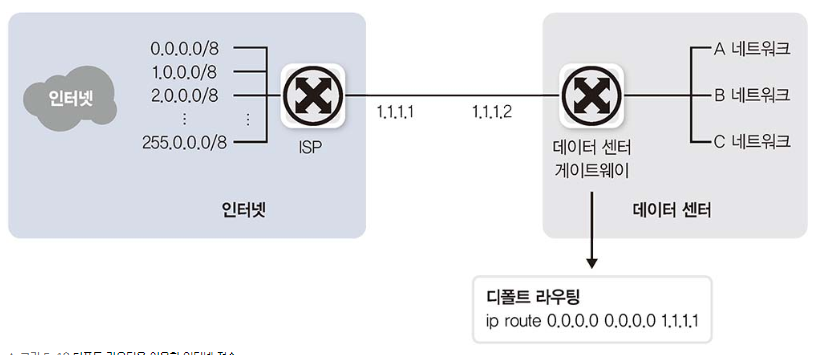 인터넷
0.0.0.0/8
1.0.0.0/8
2.0.0.0/8
⋮ ⋮
255.0.0.0/8
ISP
인터넷
1.1.1.1
1.1.1.2
데이터 센터
게이트웨이
A 네트워크
B 네트워크
C 네트워크
데이터 센터
디폴트 라우팅
ip route 0.0.0.0 0.0.0.0 1.1.1.1